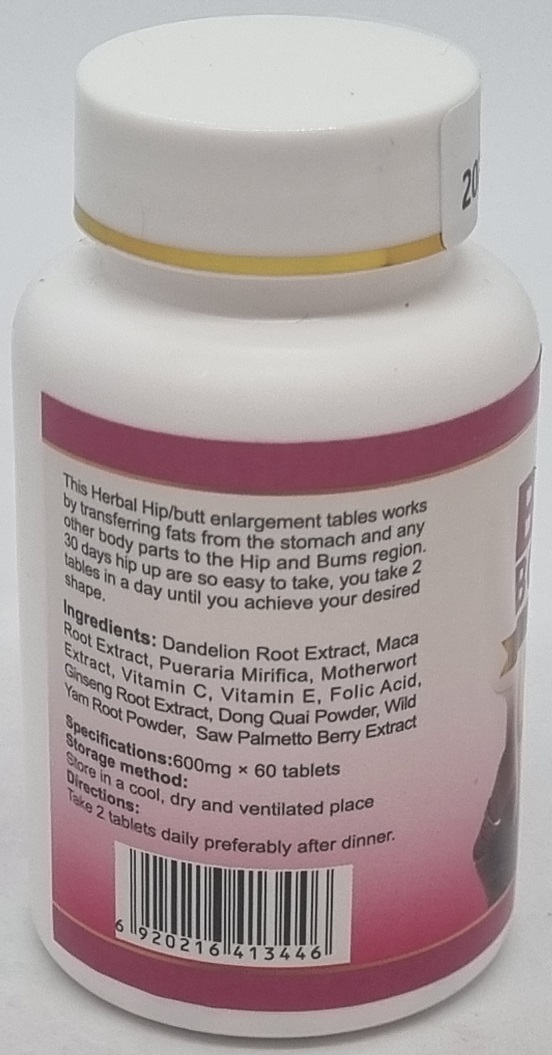 20
This Herbal Hip/butt enlargement tables works
by transferring fats from the stomach and any
other body parts to the Hip and Bums region.
30 days hip up are so easy to take, you take 2
tables in a day until you achieve your desired
shape.
Ingredients: Dandelion Root Extract, Maca
Root Extract, Pueraria Mirifica, Motherwort
Extract, Vitamin C, Vitamin E, Folic Acid,
Ginseng Root Extract, Dong Quai Powder, Wild
Yam Root Powder, Saw Palmetto Berry Extract
Specifications:600mg × 60 tablets
Storage method:
Store in a cool, dry and ventilated place
Directions:
Take 2 tablets daily preferably after dinner.
6 920216 413446